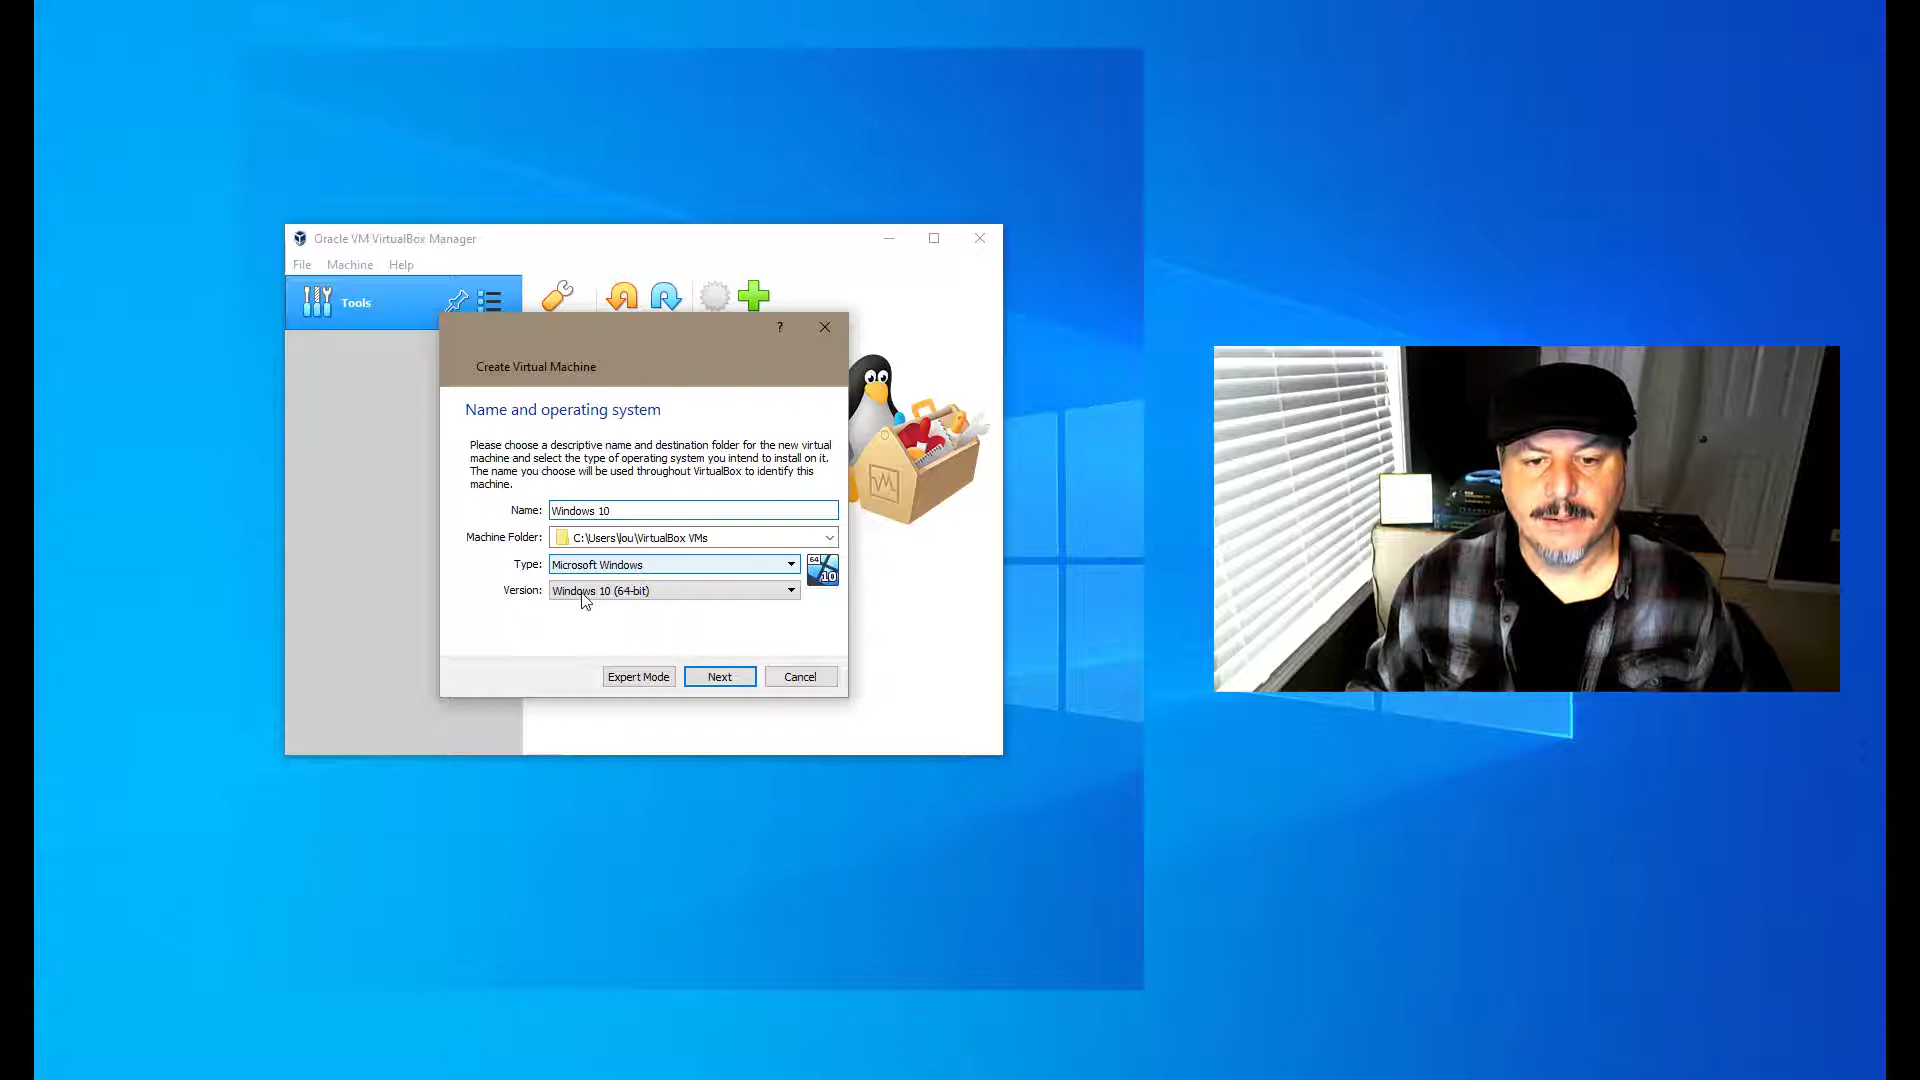 Oracle VM VirtualBox Manager
File Machine Help
Tools
?
Create Virtual Machine
Name and operating system
Please choose a descriptive name and destination folder for the new virtual
machine and select the type of operating system you intend to install on it.
The name you choose will be used throughout VirtualBox to identify this
machine.
Name: Windows 10
Machine Folder: C:\Users\lou\VirtualBox VMs
Type: Microsoft Windows
64
10
Version: Windows 10 (64-bit)
Expert Mode Next Cancel